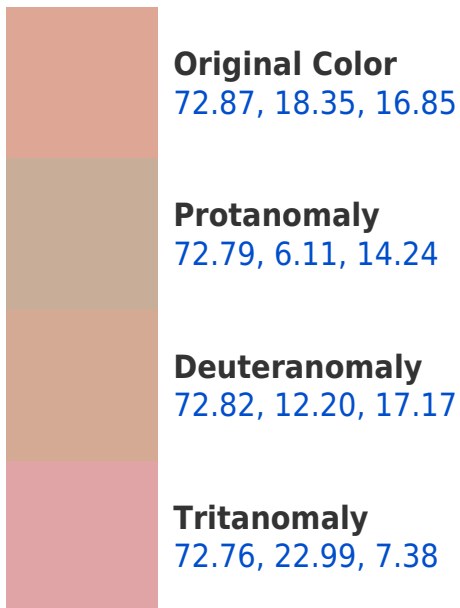 Original Color
72.87, 18.35, 16.85
Protanomaly
72.79, 6.11, 14.24
Deuteranomaly
72.82, 12.20, 17.17
Tritanomaly
72.76, 22.99, 7.38